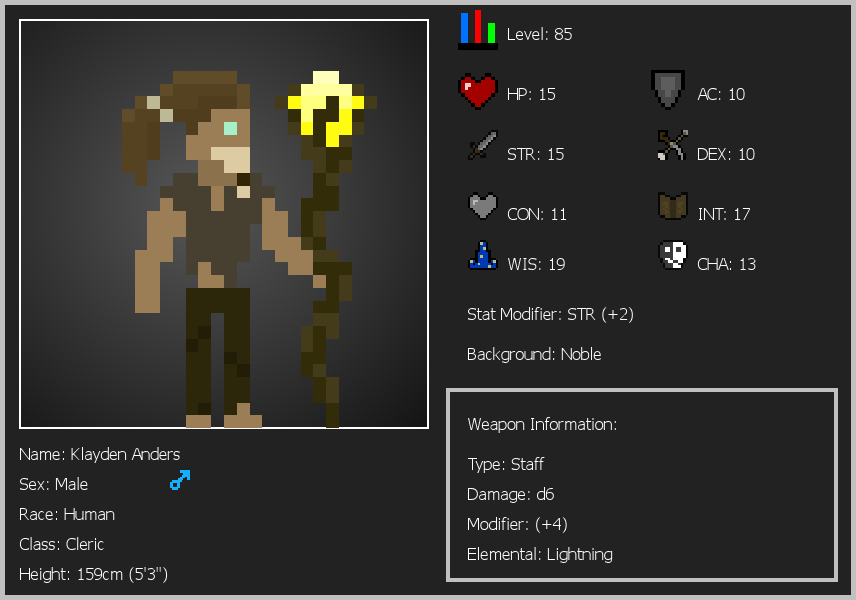 Level: 85
HP: 15
AC: 10
STR: 15
DEX: 10
CON: 11
INT: 17
WIS: 19
CHA: 13
Stat Modifier: STR (+2)
Background: Noble
Weapon Information:
Type: Staff
Damage: d6
Modifier: (+4)
Elemental: Lightning
Name: Klayden Anders
Sex: Male
Race: Human
Class: Cleric
Height: 159cm (5'3")